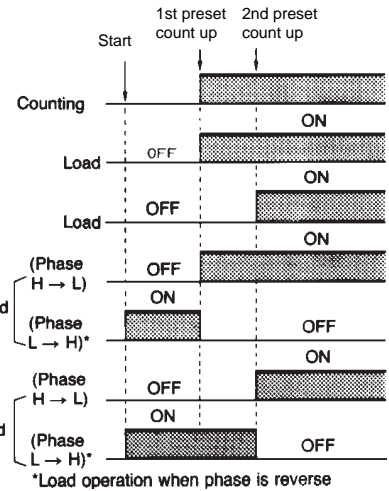 1st preset 2nd preset
Start count up count up
Counting
ON
Load OFF
ON
Load OFF
ON
(Phase
H → L) OFF
ON
(Phase
L → H)* OFF
ON
(Phase
H → L) OFF
ON
(Phase
L → H)* OFF
*Load operation when phase is reverse